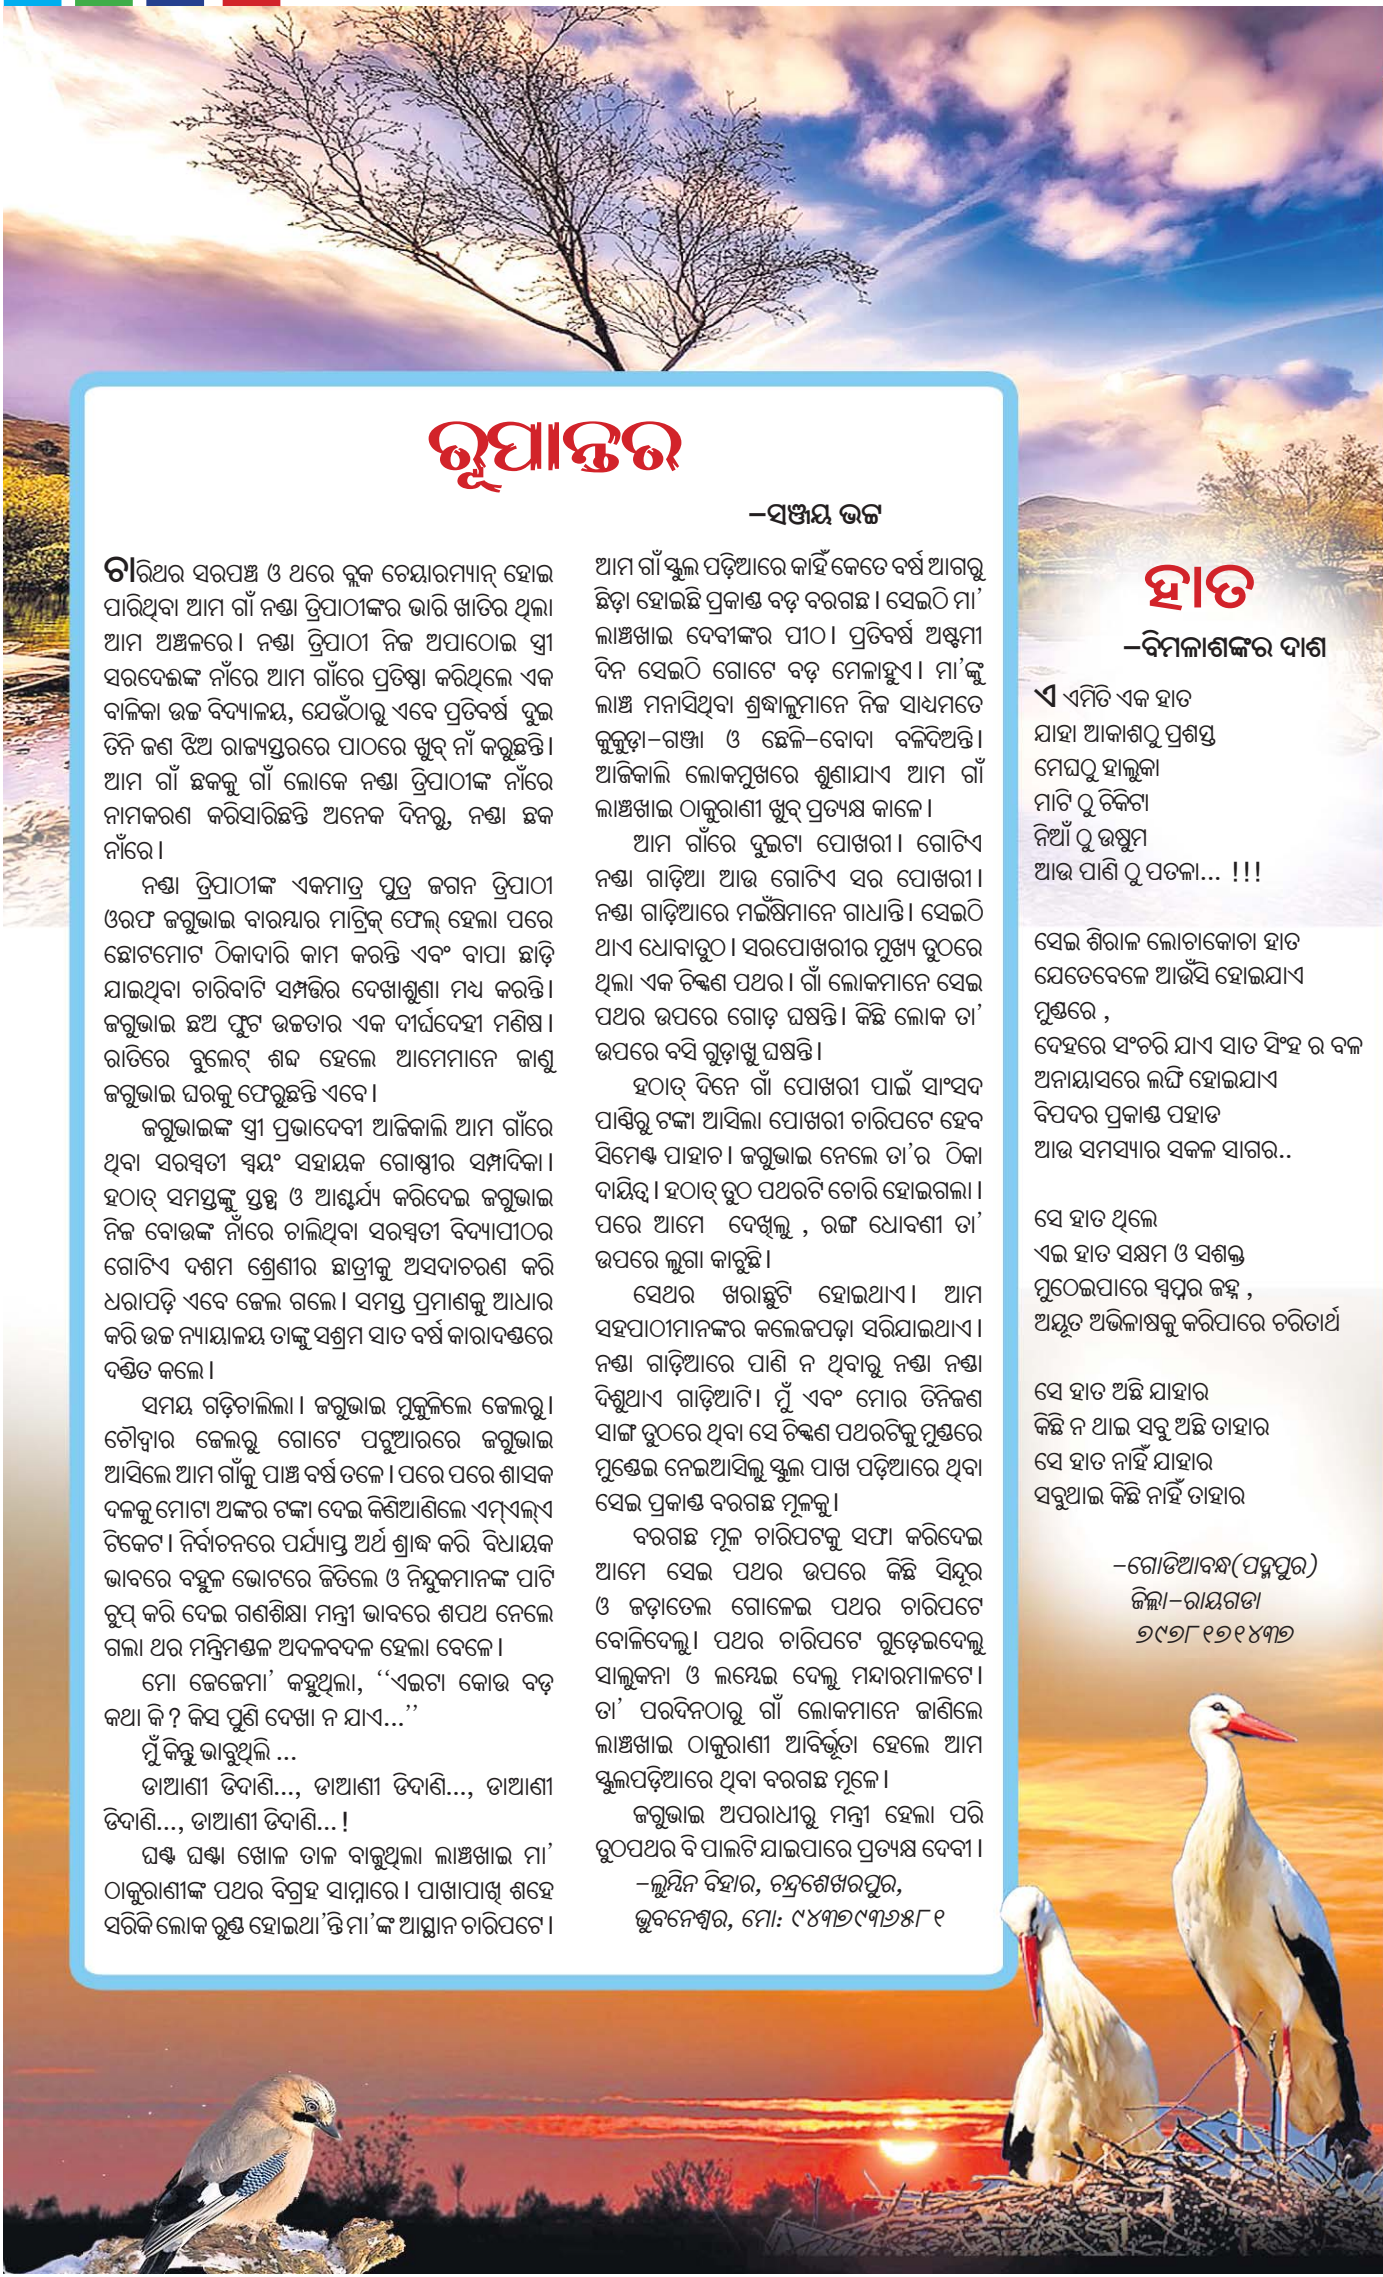 ରୂପାନ୍ତର
–ସଞ୍ଜୟ ଭଟ୍ଟ
ଚାରିଥର ସରପଞ୍ଚ ଓ ଥରେ ବ୍ଲକ ଚେୟାରମ୍ୟାନ୍ ହୋଇ
ପାରିଥିବା ଆମ ଗାଁ ନଣ୍ଡା ତ୍ରିପାଠୀଙ୍କର ଭାରି ଖାତିର ଥିଲା
ଆମ ଅଞ୍ଚଳରେ। ନଣ୍ଡା ତ୍ରିପାଠୀ ନିଜ ଅପାଠୋଇ ସ୍ତ୍ରୀ
ସରଦେଈଙ୍କ ନାଁରେ ଆମ ଗାଁରେ ପ୍ରତିଷ୍ଠା କରିଥିଲେ ଏକ
ବାଳିକା ଉଚ୍ଚ ବିଦ୍ୟାଳୟ, ଯେଉଁଠାରୁ ଏବେ ପ୍ରତିବର୍ଷ ଦୁଇ
ତିନି ଜଣ ଝିଅ ରାଜ୍ୟସ୍ତରରେ ପାଠରେ ଖୁବ୍ ନାଁ କରୁଛନ୍ତି।
ଆମ ଗାଁ ଛକକୁ ଗାଁ ଲୋକେ ନଣ୍ଡା ତ୍ରିପାଠୀଙ୍କ ନାଁରେ
ନାମକରଣ କରିସାରିଛନ୍ତି ଅନେକ ଦିନରୁ, ନଣ୍ଡା ଛକ
ନାଁରେ।
ନଣ୍ଡା ତ୍ରିପାଠୀଙ୍କ ଏକମାତ୍ର ପୁତ୍ର ଜଗନ ତ୍ରିପାଠୀ
ଓରଫ ଜଗୁଭାଇ ବାରମ୍ବାର ମାଟ୍ରିକ୍ ଫେଲ୍ ହେଲା ପରେ
ଛୋଟମୋଟ ଠିକାଦାରି କାମ କରନ୍ତି ଏବଂ ବାପା ଛାଡ଼ି
ଯାଇଥିବା ଚାରିବାଟି ସମ୍ପତ୍ତିର ଦେଖାଶୁଣା ମଧ୍ୟ କରନ୍ତି।
ଜଗୁଭାଇ ଛଅ ଫୁଟ ଉଚ୍ଚତାର ଏକ ଦୀର୍ଘଦେହୀ ମଣିଷ।
ରାତିରେ ବୁଲେଟ୍ ଶବ୍ଦ ହେଲେ ଆମେମାନେ ଜାଣୁ
ଜଗୁଭାଇ ଘରକୁ ଫେରୁଛନ୍ତି ଏବେ।
ଜଗୁଭାଇଙ୍କ ସ୍ତ୍ରୀ ପ୍ରଭାଦେବୀ ଆଜିକାଲି ଆମ ଗାଁରେ
ଥିବା ସରସ୍ୱତୀ ସ୍ୱୟଂ ସହାୟକ ଗୋଷ୍ଠୀର ସମ୍ପାଦିକା।
ହଠାତ୍ ସମସ୍ତଙ୍କୁ ସ୍ତବ୍ଧ ଓ ଆଶ୍ଚର୍ଯ୍ୟ କରିଦେଇ ଜଗୁଭାଇ
ନିଜ ବୋଉଙ୍କ ନାଁରେ ଚାଲିଥିବା ସରସ୍ୱତୀ ବିଦ୍ୟାପୀଠର
ଗୋଟିଏ ଦଶମ ଶ୍ରେଣୀର ଛାତ୍ରୀକୁ ଅସଦାଚରଣ କରି
ଧରାପଡ଼ି ଏବେ ଜେଲ ଗଲେ। ସମସ୍ତ ପ୍ରମାଣକୁ ଆଧାର
କରି ଉଚ୍ଚ ନ୍ୟାୟାଳୟ ତାଙ୍କୁ ସଶ୍ରମ ସାତ ବର୍ଷ କାରାଦଣ୍ଡରେ
ଦଣ୍ଡିତ କଲେ।
ସମୟ ଗଡ଼ିଚାଲିଲା। ଜଗୁଭାଇ ମୁକୁଳିଲେ ଜେଲରୁ।
ଚୌଦ୍ୱାର ଜେଲରୁ ଗୋଟେ ପଟୁଆରରେ ଜଗୁଭାଇ
ଆସିଲେ ଆମ ଗାଁକୁ ପାଞ୍ଚ ବର୍ଷ ତଳେ। ପରେ ପରେ ଶାସକ
ଦଳକୁ ମୋଟା ଅଙ୍କର ଟଙ୍କା ଦେଇ କିଣିଆଣିଲେ ଏମ୍ଏଲ୍ଏ
ଟିକେଟ। ନିର୍ବାଚନରେ ପର୍ଯ୍ୟାପ୍ତ ଅର୍ଥ ଶ୍ରାଦ୍ଧ କରି ବିଧାୟକ
ଭାବରେ ବହୁଳ ଭୋଟରେ ଜିତିଲେ ଓ ନିନ୍ଦୁକମାନଙ୍କ ପାଟି
ଚୁପ୍ କରି ଦେଇ ଗଣଶିକ୍ଷା ମନ୍ତ୍ରୀ ଭାବରେ ଶପଥ ନେଲେ
ଗଲା ଥର ମନ୍ତ୍ରିମଣ୍ଡଳ ଅଦଳବଦଳ ହେଲା ବେଳେ।
ମୋ ଜେଜେମା’ କହୁଥିଲା, ‘‘ଏଇଟା କୋଉ ବଡ଼
କଥା କି? କିସ ପୁଣି ଦେଖା ନ ଯାଏ...’’
ମୁଁ କିନ୍ତୁ ଭାବୁଥିଲି ...
ଡାଆଣୀ ଡିଦାଣି..., ଡାଆଣୀ ଡିଦାଣି..., ଡାଆଣୀ
ଡିଦାଣି..., ଡାଆଣୀ ଡିଦାଣି...!
ଘଣ୍ଟ ଘଣ୍ଟା ଖୋଳ ତାଳ ବାଜୁଥିଲା ଲାଞ୍ଚଖାଇ ମା’
ଠାକୁରାଣୀଙ୍କ ପଥର ବିଗ୍ରହ ସାମ୍ନାରେ। ପାଖାପାଖି ଶହେ
ସରିକି ଲୋକ ରୁଣ୍ଡ ହୋଇଥା’ନ୍ତି ମା’ଙ୍କ ଆସ୍ଥାନ ଚାରିପଟେ।
ଆମ ଗାଁ ସ୍କୁଲ ପଡ଼ିଆରେ କାହିଁ କେତେ ବର୍ଷ ଆଗରୁ
ଛିଡ଼ା ହୋଇଛି ପ୍ରକାଣ୍ଡ ବଡ଼ ବରଗଛ। ସେଇଠି ମା’
ଲାଞ୍ଚଖାଇ ଦେବୀଙ୍କର ପୀଠ। ପ୍ରତିବର୍ଷ ଅଷ୍ଟମୀ
ଦିନ ସେଇଠି ଗୋଟେ ବଡ଼ ମେଳାହୁଏ। ମା’ଙ୍କୁ
ଲାଞ୍ଚ ମନାସିଥିବା ଶ୍ରଦ୍ଧାଳୁମାନେ ନିଜ ସାଧ୍ୟମତେ
କୁକୁଡ଼ା–ଗଞ୍ଜା ଓ ଛେଳି–ବୋଦା ବଳିଦିଅନ୍ତି।
ଆଜିକାଲି ଲୋକମୁଖରେ ଶୁଣାଯାଏ ଆମ ଗାଁ
ଲାଞ୍ଚଖାଇ ଠାକୁରାଣୀ ଖୁବ୍ ପ୍ରତ୍ୟକ୍ଷ କାଳେ।
ଆମ ଗାଁରେ ଦୁଇଟା ପୋଖରୀ। ଗୋଟିଏ
ନଣ୍ଡା ଗାଡ଼ିଆ ଆଉ ଗୋଟିଏ ସର ପୋଖରୀ।
ନଣ୍ଡା ଗାଡ଼ିଆରେ ମଇଁଷିମାନେ ଗାଧାନ୍ତି। ସେଇଠି
ଥାଏ ଧୋବାତୁଠ। ସରପୋଖରୀର ମୁଖ୍ୟ ତୁଠରେ
ଥିଲା ଏକ ଚିକ୍କଣ ପଥର। ଗାଁ ଲୋକମାନେ ସେଇ
ପଥର ଉପରେ ଗୋଡ଼ ଘଷନ୍ତି। କିଛି ଲୋକ ତା’
ଉପରେ ବସି ଗୁଡ଼ାଖୁ ଘଷନ୍ତି।
ହଠାତ୍ ଦିନେ ଗାଁ ପୋଖରୀ ପାଇଁ ସାଂସଦ
ପାଣ୍ଠିରୁ ଟଙ୍କା ଆସିଲା ପୋଖରୀ ଚାରିପଟେ ହେବ
ସିମେଣ୍ଟ ପାହାଚ। ଜଗୁଭାଇ ନେଲେ ତା’ର ଠିକା
ଦାୟିତ୍ୱ। ହଠାତ୍ ତୁଠ ପଥରଟି ଚୋରି ହୋଇଗଲା।
ପରେ ଆମେ ଦେଖିଲୁ , ରଙ୍ଗ ଧୋବଣୀ ତା’
ଉପରେ ଲୁଗା କାଚୁଛି।
ସେଥର ଖରାଛୁଟି ହୋଇଥାଏ। ଆମ
ସହପାଠୀମାନଙ୍କର କଲେଜପଢ଼ା ସରିଯାଇଥାଏ।
ନଣ୍ଡା ଗାଡ଼ିଆରେ ପାଣି ନ ଥିବାରୁ ନଣ୍ଡା ନଣ୍ଡା
ଦିଶୁଥାଏ ଗାଡ଼ିଆଟି। ମୁଁ ଏବଂ ମୋର ତିନିଜଣ
ସାଙ୍ଗ ତୁଠରେ ଥିବା ସେ ଚିକ୍କଣ ପଥରଟିକୁ ମୁଣ୍ଡରେ
ମୁଣ୍ଡେଇ ନେଇଆସିଲୁ ସ୍କୁଲ ପାଖ ପଡ଼ିଆରେ ଥିବା
ସେଇ ପ୍ରକାଣ୍ଡ ବରଗଛ ମୂଳକୁ।
ବରଗଛ ମୂଳ ଚାରିପଟକୁ ସଫା କରିଦେଇ
ଆମେ ସେଇ ପଥର ଉପରେ କିଛି ସିନ୍ଦୂର
ଓ ଜଡ଼ାତେଲ ଗୋଳେଇ ପଥର ଚାରିପଟେ
ବୋଳିଦେଲୁ। ପଥର ଚାରିପଟେ ଗୁଡ଼େଇଦେଲୁ
ସାଲୁକନା ଓ ଲମ୍ବେଇ ଦେଲୁ ମନ୍ଦାରମାଳଟେ।
ତା’ ପରଦିନଠାରୁ ଗାଁ ଲୋକମାନେ ଜାଣିଲେ
ଲାଞ୍ଚଖାଇ ଠାକୁରାଣୀ ଆବିର୍ଭୂତା ହେଲେ ଆମ
ସ୍କୁଲପଡ଼ିଆରେ ଥିବା ବରଗଛ ମୂଳେ।
ଜଗୁଭାଇ ଅପରାଧୀରୁ ମନ୍ତ୍ରୀ ହେଲା ପରି
ତୁଠପଥର ବି ପାଲଟି ଯାଇପାରେ ପ୍ରତ୍ୟକ୍ଷ ଦେବୀ।
–ଲୁମ୍ବିନ ବିହାର, ଚନ୍ଦ୍ରଶେଖରପୁର,
ଭୁବନେଶ୍ୱର, ମୋ: ୯୪୩୭୯୩୬୫୮୧
ହାତ
–ବିମଳାଶଙ୍କର ଦାଶ
ଏ ଏମିତି ଏକ ହାତ
ଯାହା ଆକାଶଠୁ ପ୍ରଶସ୍ତ
ମେଘଠୁ ହାଲୁକା
ମାଟି ଠୁ ଚିକିଟା
ନିଆଁ ଠୁ ଉଷୁମ
ଆଉ ପାଣି ଠୁ ପତଳା... !!!
ସେଇ ଶିରାଳ ଲୋଚାକୋଚା ହାତ
ଯେତେବେଳେ ଆଉଁସି ହୋଇଯାଏ
ମୁଣ୍ଡରେ ,
ଦେହରେ ସଂଚରି ଯାଏ ସାତ ସିଂହ ର ବଳ
ଅନାୟାସରେ ଲଙ୍ଘି ହୋଇଯାଏ
ବିପଦର ପ୍ରକାଣ୍ଡ ପହାଡ
ଆଉ ସମସ୍ୟାର ସକଳ ସାଗର..
ସେ ହାତ ଥିଲେ
ଏଇ ହାତ ସକ୍ଷମ ଓ ସଶକ୍ତ
ମୁଠେଇପାରେ ସ୍ୱପ୍ନର ଜହ୍ନ ,
ଅୟୂତ ଅଭିଳାଷକୁ କରିପାରେ ଚରିତାର୍ଥ
ସେ ହାତ ଅଛି ଯାହାର
କିଛି ନ ଥାଇ ସବୁ ଅଛି ତାହାର
ସେ ହାତ ନାହିଁ ଯାହାର
ସବୁଥାଇ କିଛି ନାହିଁ ତାହାର
–ଗୋଡିଆବନ୍ଧ(ପଦ୍ମପୁର)
ଜିଲ୍ଲା–ରାୟଗଡା
୭୯୭୮୧୭୧୪୩୭